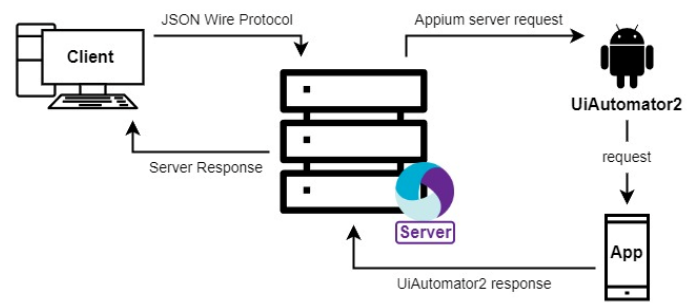 JSON Wire Protocol
Appium server request
Client
UiAutomator2
Server Response
request
Server
App
UiAutomator2 response